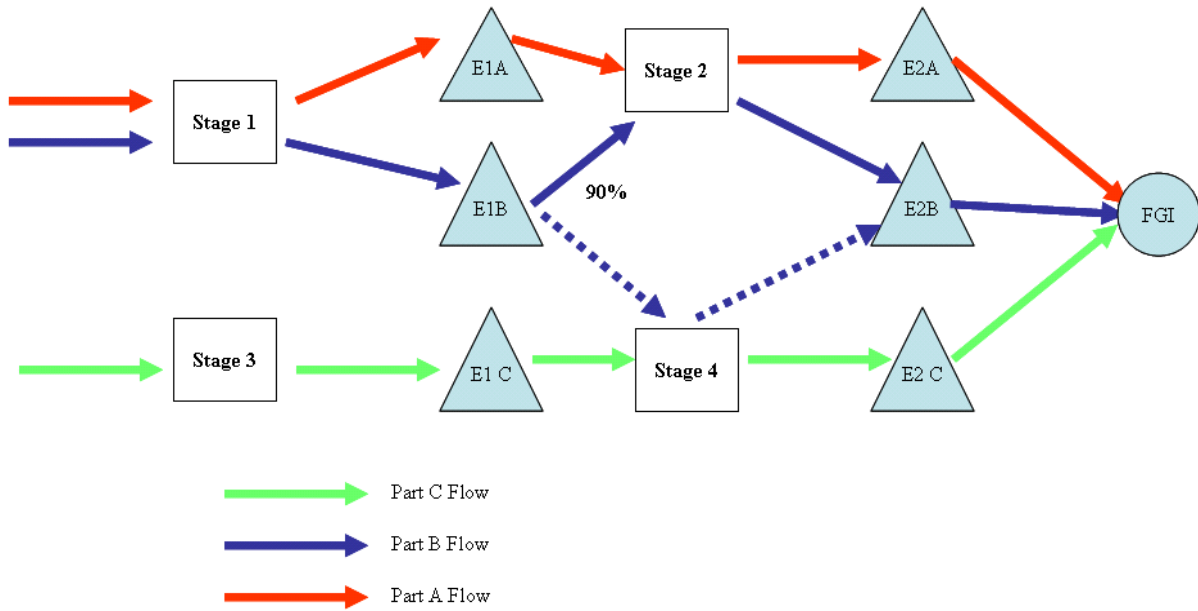 E1A
Stage 2
E2A
Stage 1
E1B
90%
E2B
FGI
Stage 3
E1 C
Stage 4
E2 C
Part C Flow
Part B Flow
Part A Flow